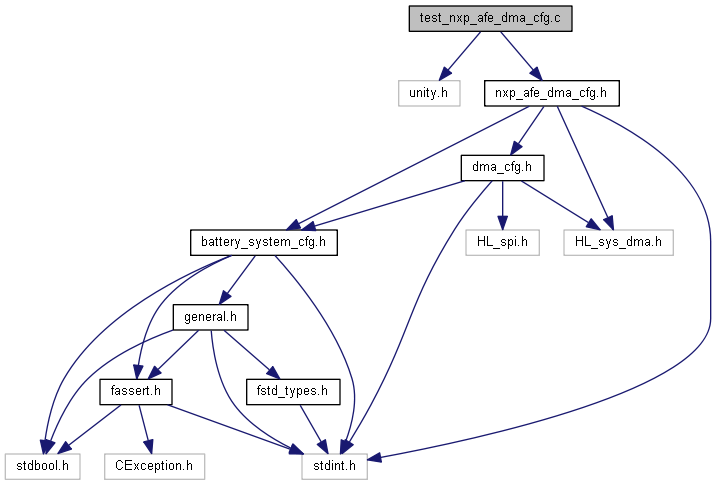 test_nxp_afe_dma_cfg.c
unity.h
nxp_afe_dma_cfg.h
dma_cfg.h
battery_system_cfg.h
HL_spi.h
HL_sys_dma.h
general.h
fassert.h
fstd_types.h
stdbool.h
CException.h
stdint.h